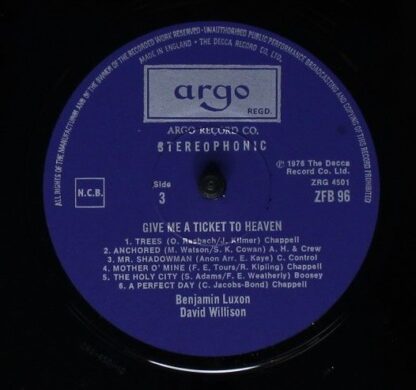 ALL RIGHTS OF THE MANUFACTURER AND OF THE OWNER OF THE RECORDED WORK RESERVED - UNAUTHORISED PUBLIC PERFORMANCE BROADCASTING AND COPYING OF THIS RECORD PROHIBITED
MADE IN ENGLAND - THE DECCA RECORD CO. LTD.
argo
REGD.
ARGO RECORD CO.
STEREOPHONIC
Side
3
℗ 1976 The Decca
Record Co. Ltd.
ZRG 4501
N.C.B.
ZFB 96
GIVE ME A TICKET TO HEAVEN
1. TREES (O. Rasbach/J. Kilmer) Chappell
2. ANCHORED (M. Watson/S. K. Cowan) A. H. & Crew
3. MR. SHADOWMAN (Anon Arr. E. Kaye) C. Control
4. MOTHER O' MINE (F. E. Tours/R. Kipling) Chappell
5. THE HOLY CITY (S. Adams/F. E. Weatherly) Boosey
6. A PERFECT DAY (C. Jacobs-Bond) Chappell
Benjamin Luxon
David Willison